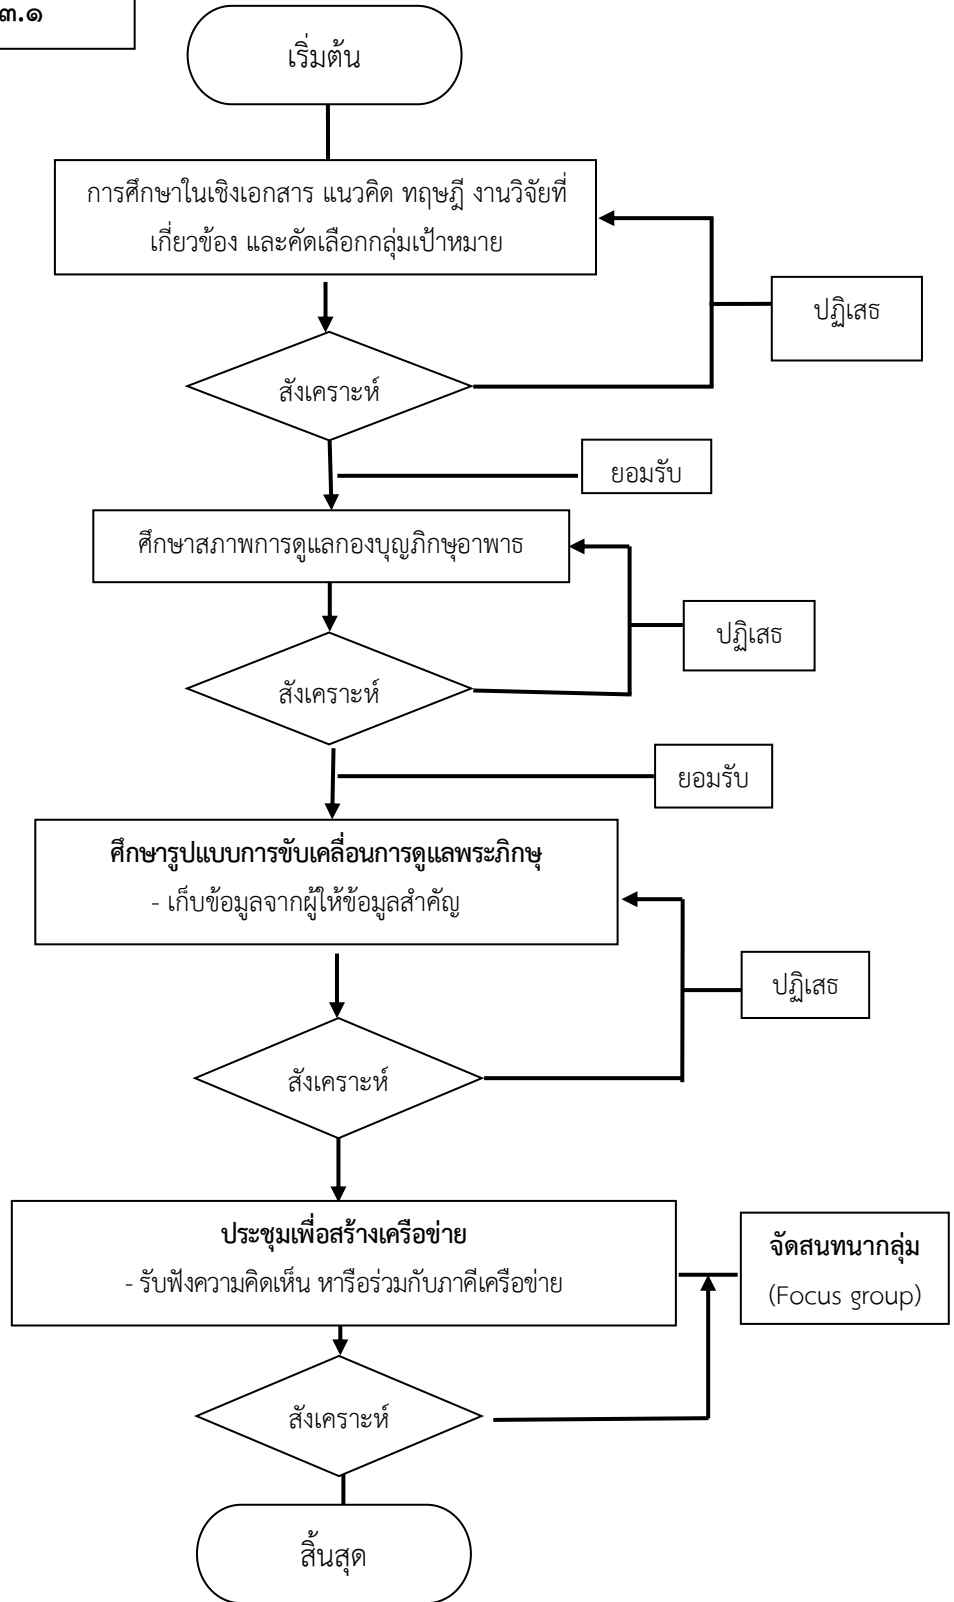 ๓.๑
เริ่มต้น
การศึกษาในเชิงเอกสาร แนวคิด ทฤษฎี งานวิจัยที่
เกี่ยวข้อง และคัดเลือกกลุ่มเป้าหมาย
ปฏิเสธ
สังเคราะห์
ยอมรับ
ศึกษาสภาพการดูแลกองบุญภิกษุอาพาธ
ปฏิเสธ
สังเคราะห์
ยอมรับ
ศึกษารูปแบบการขับเคลื่อนการดูแลพระภิกษุ
- เก็บข้อมูลจากผู้ให้ข้อมูลสำคัญ
ปฏิเสธ
สังเคราะห์
ประชุมเพื่อสร้างเครือข่าย
- รับฟังความคิดเห็น หารือร่วมกับภาคีเครือข่าย
จัดสนทนากลุ่ม
(Focus group)
สังเคราะห์
สิ้นสุด